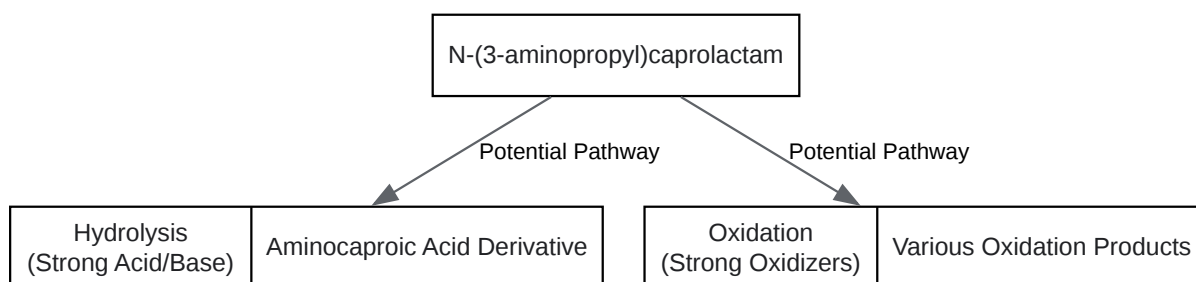 N-(3-aminopropyl)caprolactam
Potential Pathway
Potential Pathway
Hydrolysis
(Strong Acid/Base)
Aminocaproic Acid Derivative
Oxidation
(Strong Oxidizers)
Various Oxidation Products